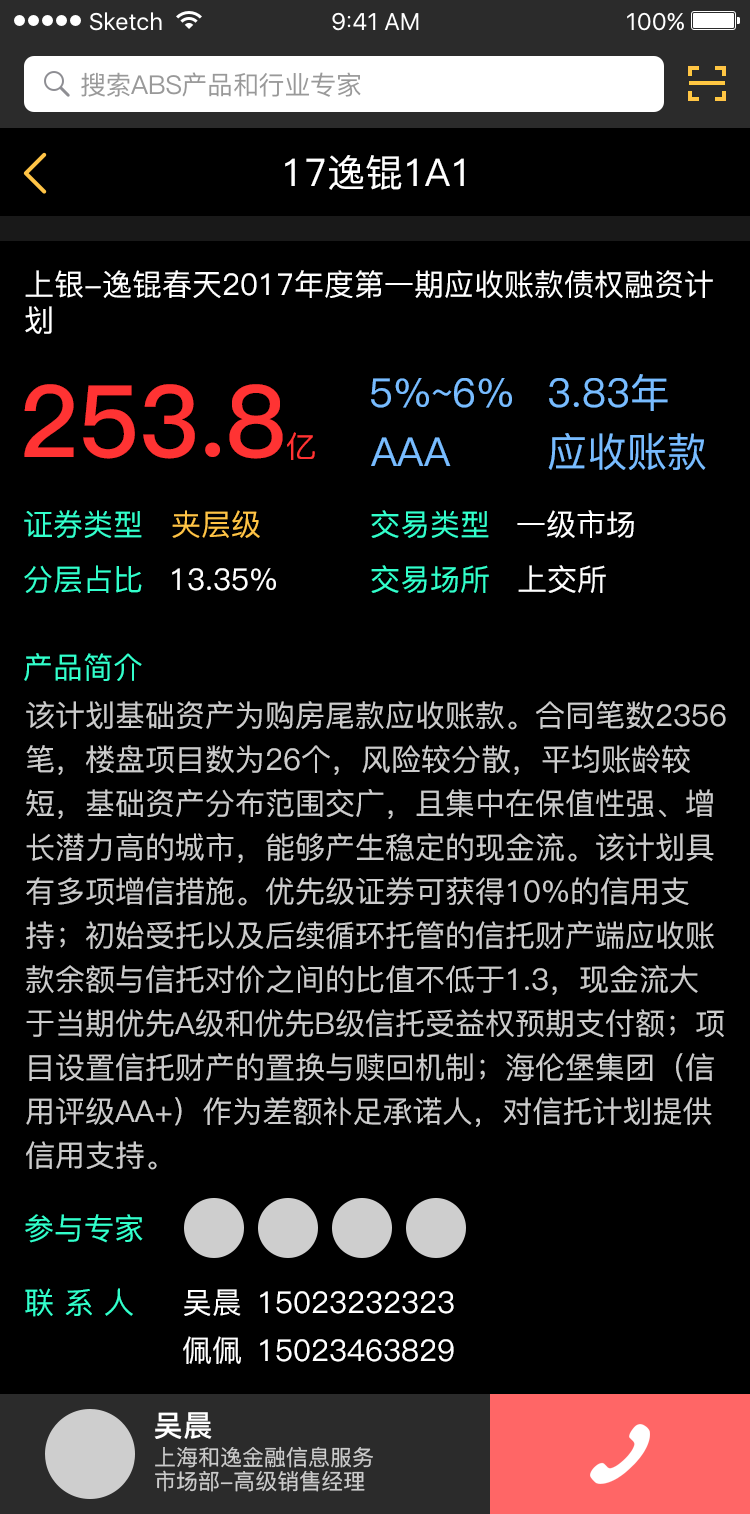 Sketch 9:41 AM 100%
搜索ABS产品和行业专家
17逸锟1A1
上银-逸锟春天2017年度第一期应收账款债权融资计
划
253.8亿
5%~6% 3.83年
AAA 应收账款
证券类型 夹层级 交易类型 一级市场
分层占比 13.35% 交易场所 上交所
产品简介
该计划基础资产为购房尾款应收账款。合同笔数2356
笔，楼盘项目数为26个，风险较分散，平均账龄较
短，基础资产分布范围交广，且集中在保值性强、增
长潜力高的城市，能够产生稳定的现金流。该计划具
有多项增信措施。优先级证券可获得10%的信用支
持；初始受托以及后续循环托管的信托财产端应收账
款余额与信托对价之间的比值不低于1.3，现金流大
于当期优先A级和优先B级信托受益权预期支付额；项
目设置信托财产的置换与赎回机制；海伦堡集团（信
用评级AA+）作为差额补足承诺人，对信托计划提供
信用支持。
参与专家
联系人 吴晨 15023232323
佩佩 15023463829
吴晨
上海和逸金融信息服务
市场部-高级销售经理